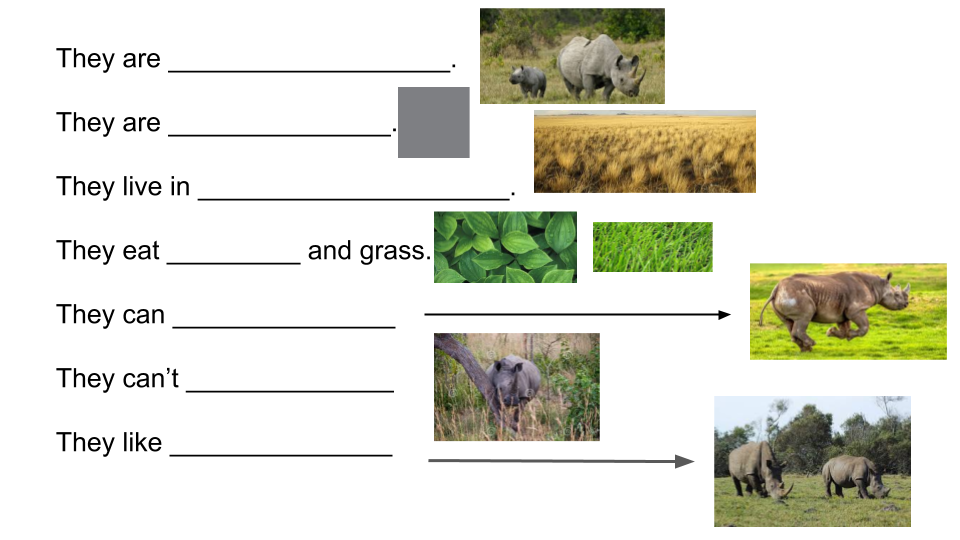 They are ____________________.
They are ________________.
They live in ______________________.
They eat _________ and grass.
They can ________________
They can’t _______________
They like ________________